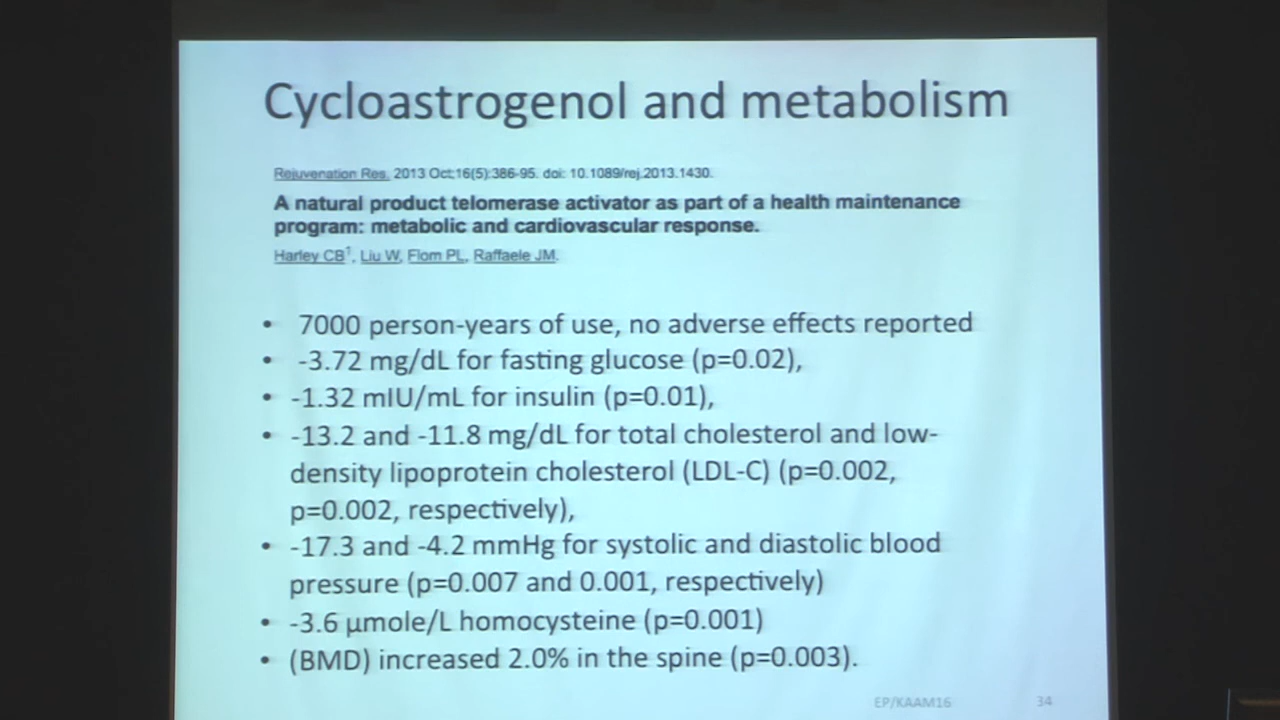 Cycloastrogenol and metabolism
Rejuvenation Res. 2013 Oct;16(5):386-95. doi: 10.1089/rej.2013.1430.
A natural product telomerase activator as part of a health maintenance
program: metabolic and cardiovascular response.
Harley CB1, Liu W, Flom PL, Raffaele JM.
• 7000 person-years of use, no adverse effects reported
• -3.72 mg/dL for fasting glucose (p=0.02),
• -1.32 mIU/mL for insulin (p=0.01),
• -13.2 and -11.8 mg/dL for total cholesterol and low-
density lipoprotein cholesterol (LDL-C) (p=0.002,
p=0.002, respectively),
• -17.3 and -4.2 mmHg for systolic and diastolic blood
pressure (p=0.007 and 0.001, respectively)
• -3.6 µmole/L homocysteine (p=0.001)
• (BMD) increased 2.0% in the spine (p=0.003).
EP/KAAM16 34